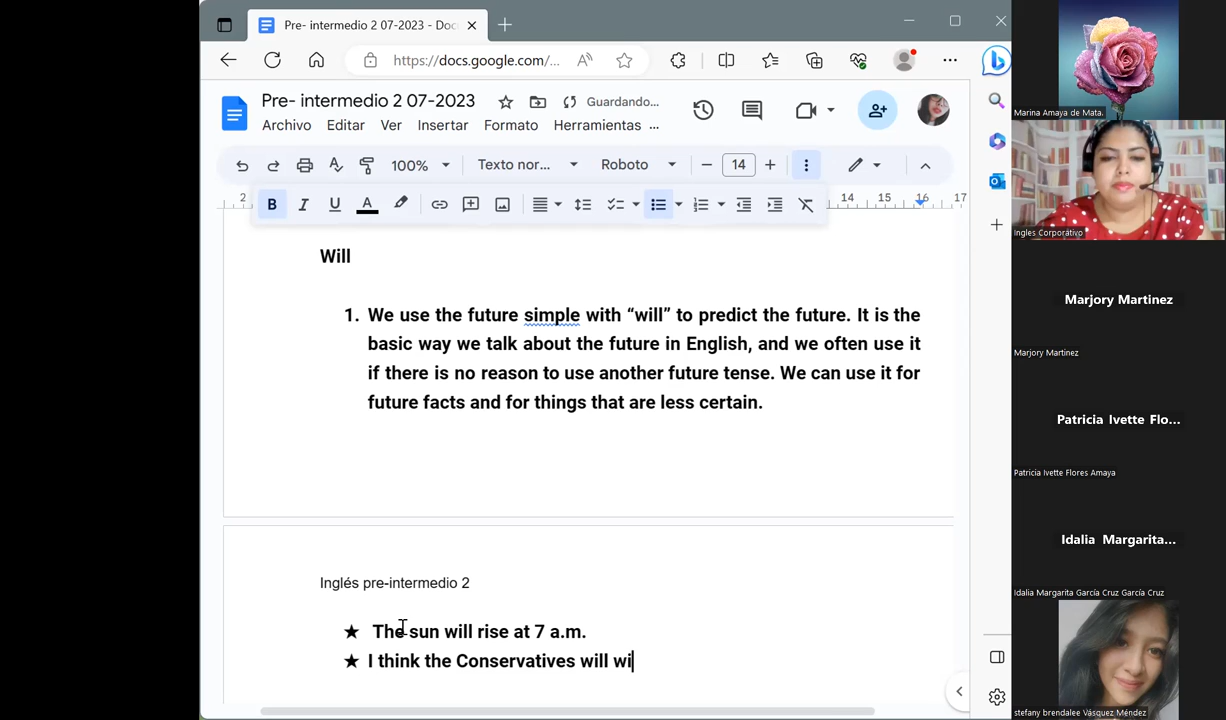 Pre- intermedio 2 07-2023 - Doc
https://docs.google.com/...
Pre- intermedio 2 07-2023
Guardando...
Archivo Editar Ver Insertar Formato Herramientas ...
100% Texto nor... Roboto 14
2 14 15 16 17
Will
1. We use the future simple with “will” to predict the future. It is the
basic way we talk about the future in English, and we often use it
if there is no reason to use another future tense. We can use it for
future facts and for things that are less certain.
Inglés pre-intermedio 2
★ The sun will rise at 7 a.m.
★ I think the Conservatives will wi
Marina Amaya de Mata.
Ingles Corporativo
Marjory Martinez
Marjory Martinez
Patricia Ivette Flo...
Patricia Ivette Flores Amaya
Idalia Margarita...
Idalia Margarita García Cruz García Cruz
stefany brendalee Vásquez Méndez